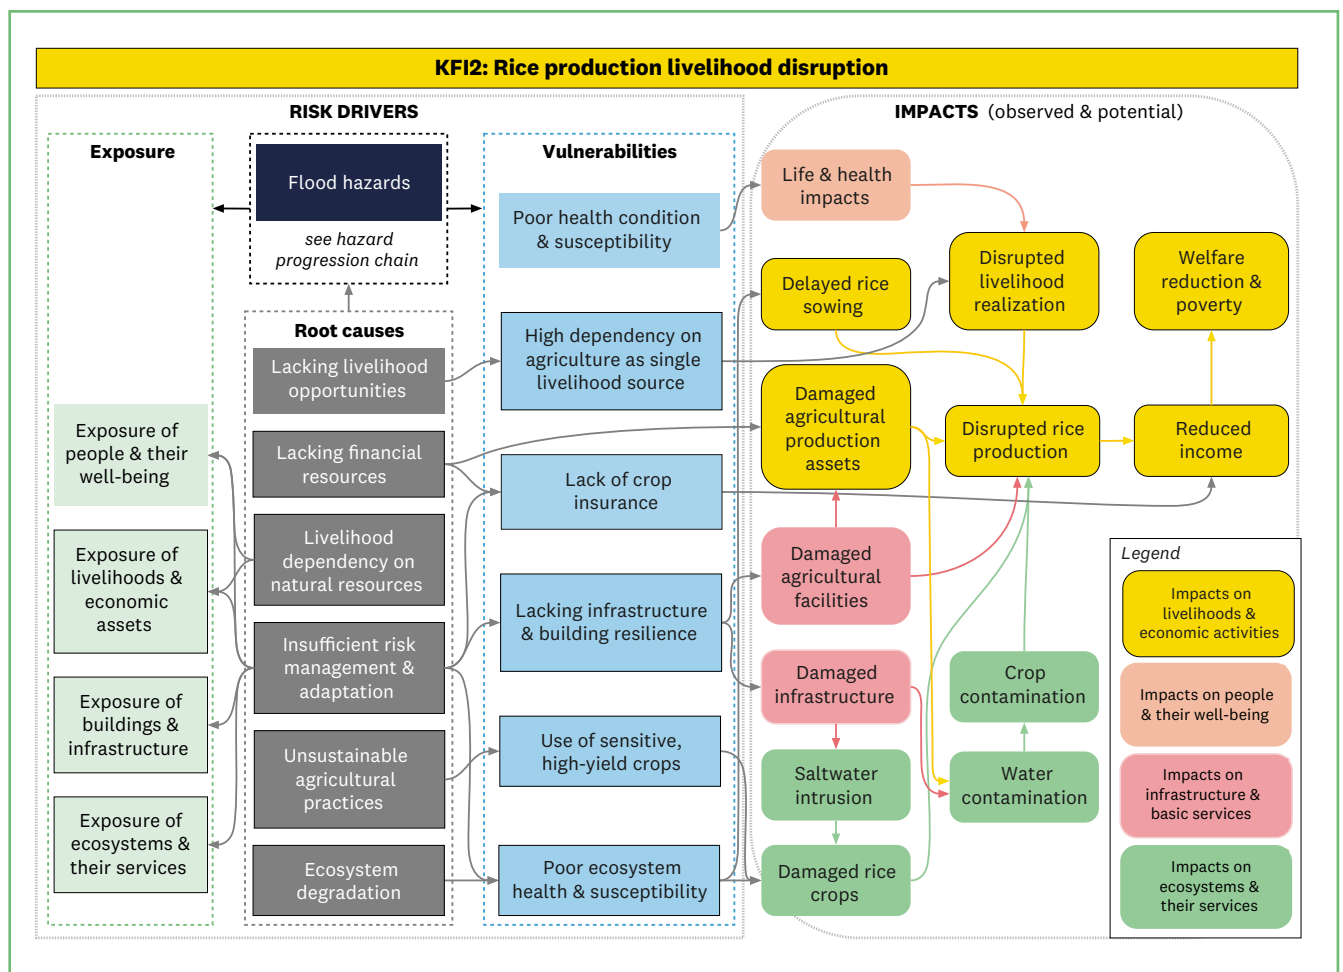 KFI2: Rice production livelihood disruption
RISK DRIVERS
IMPACTS (observed & potential)
Exposure
Exposure of
people & their
well-being
Exposure of
livelihoods &
economic
assets
Exposure of
buildings &
infrastructure
Exposure of
ecosystems &
their services
Flood hazards
see hazard
progression chain
Root causes
Lacking livelihood
opportunities
Lacking financial
resources
Livelihood
dependency on
natural resources
Insufficient risk
management &
adaptation
Unsustainable
agricultural
practices
Ecosystem
degradation
Vulnerabilities
Poor health condition
& susceptibility
High dependency on
agriculture as single
livelihood source
Lack of crop
insurance
Lacking infrastructure
& building resilience
Use of sensitive,
high-yield crops
Poor ecosystem
health & susceptibility
Life & health
impacts
Delayed rice
sowing
Damaged
agricultural
production
assets
Damaged
agricultural
facilities
Damaged
infrastructure
Saltwater
intrusion
Damaged rice
crops
Disrupted
livelihood
realization
Disrupted rice
production
Crop
contamination
Water
contamination
Welfare
reduction &
poverty
Reduced
income
Legend
Impacts on
livelihoods &
economic activities
Impacts on people
& their well-being
Impacts on
infrastructure &
basic services
Impacts on
ecosystems &
their services